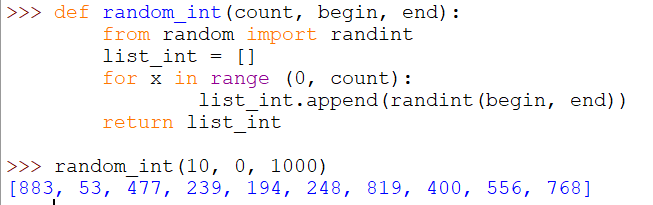 >>> def random_int(count, begin, end):
        from random import randint
        list_int = []
        for x in range (0, count):
                list_int.append(randint(begin, end))
        return list_int

>>> random_int(10, 0, 1000)
[883, 53, 477, 239, 194, 248, 819, 400, 556, 768]